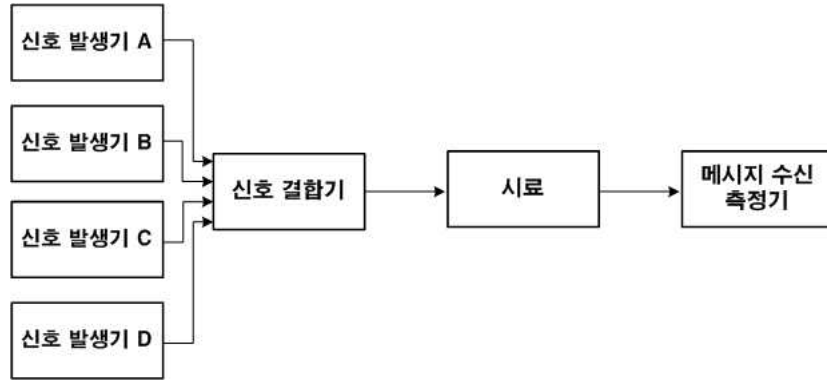 신호 발생기 A
신호 발생기 B
신호 발생기 C
신호 발생기 D
신호 결합기
시료
메시지 수신
측정기